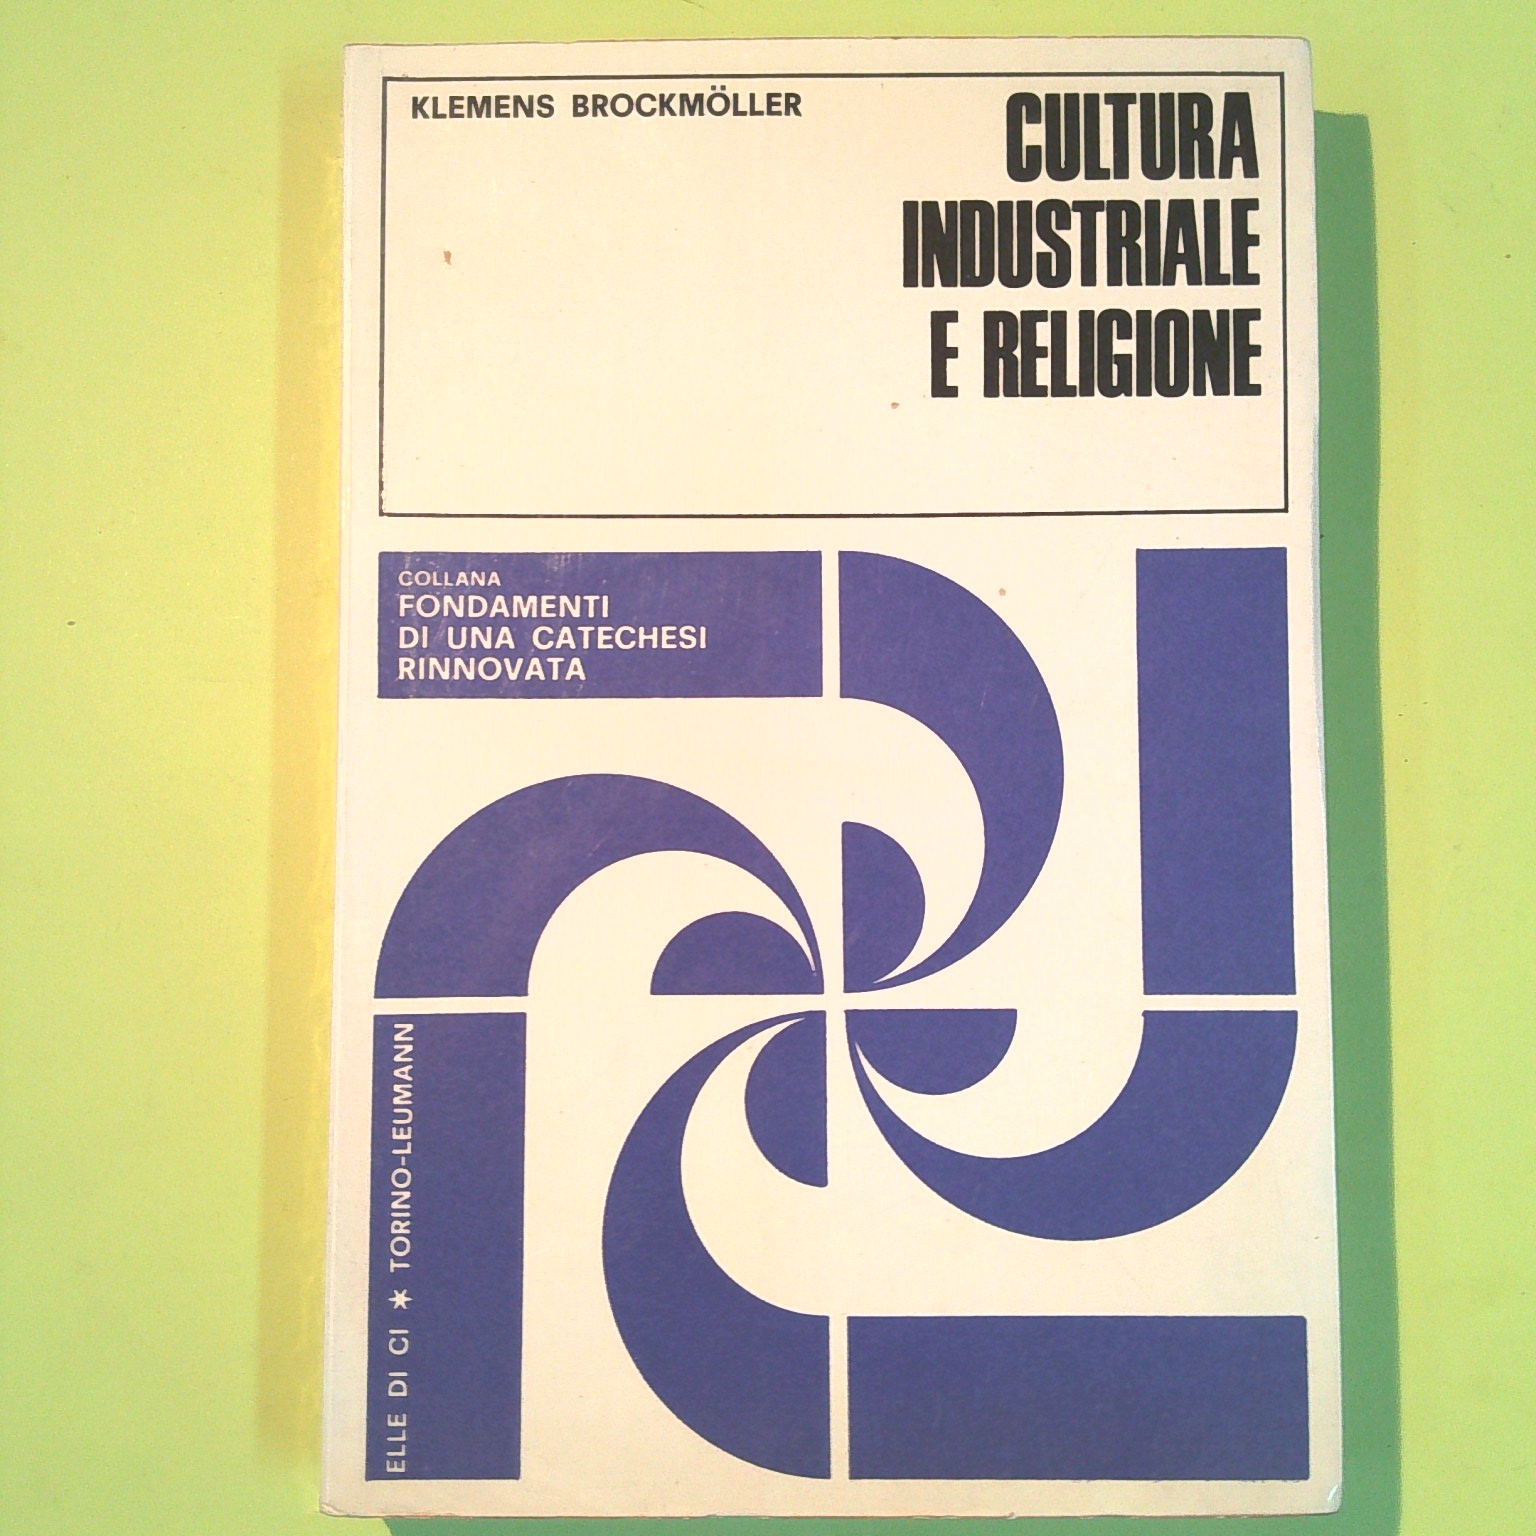 KLEMENS BROCKMÖLLER
CULTURA
INDUSTRIALE
E RELIGIONE
COLLANA
FONDAMENTI
DI UNA CATECHESI
RINNOVATA
ELLE DI CI * TORINO-LEUMANN